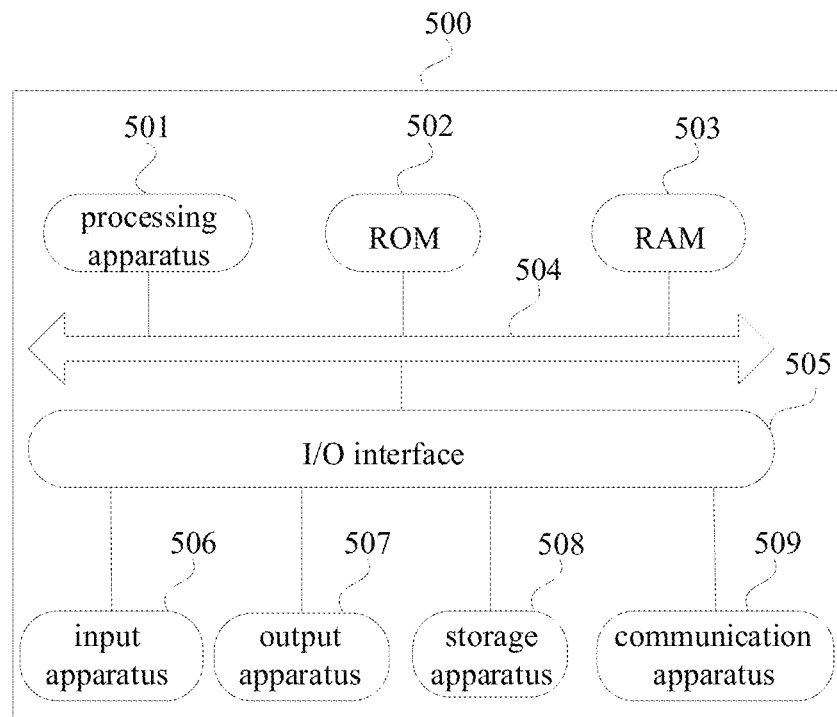 500
501
502
503
processing
apparatus
ROM
RAM
504
505
I/O interface
506
507
508
509
input
apparatus
output
apparatus
storage
apparatus
communication
apparatus